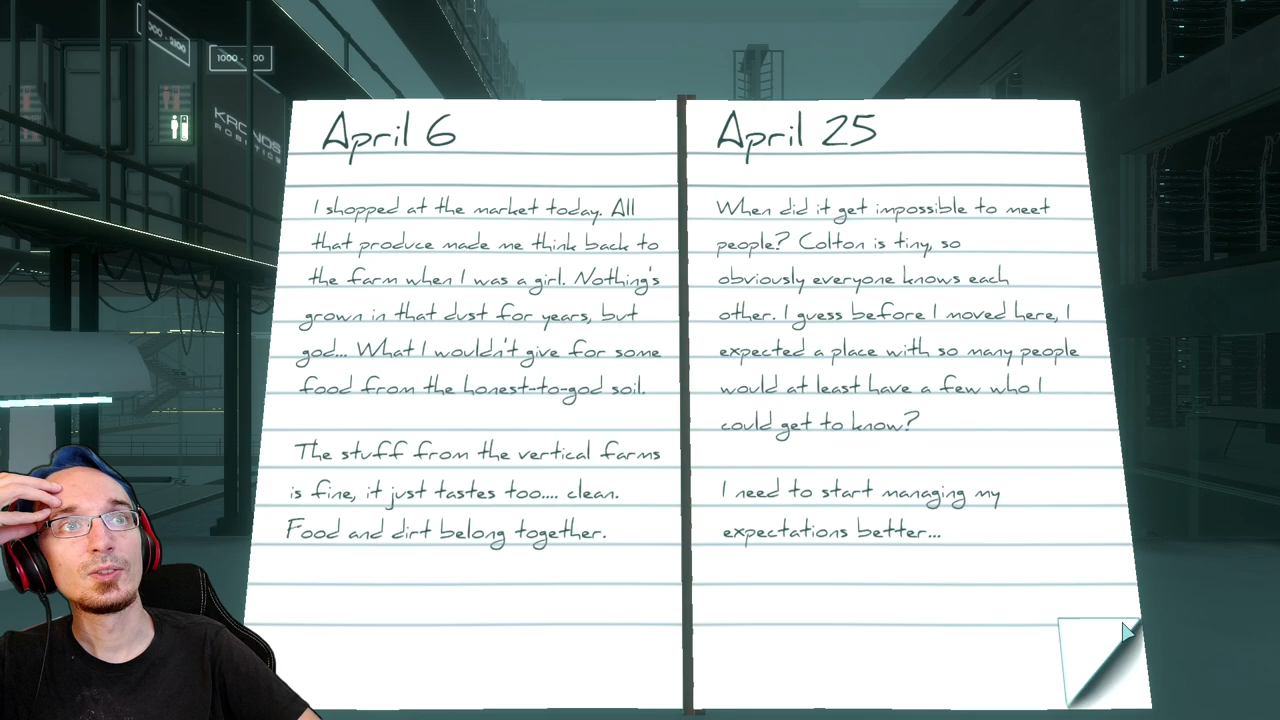 KRONOS
ROBOTICS
April 6
I shopped at the market today. All
that produce made me think back to
the farm when I was a girl. Nothing's
grown in that dust for years, but
god... What I wouldn't give for some
food from the honest-to-god soil.
The stuff from the vertical farms
is fine, it just tastes too.... clean.
Food and dirt belong together.
April 25
When did it get impossible to meet
people? Colton is tiny, so
obviously everyone knows each
other. I guess before I moved here, I
expected a place with so many people
would at least have a few who I
could get to know?
I need to start managing my
expectations better...